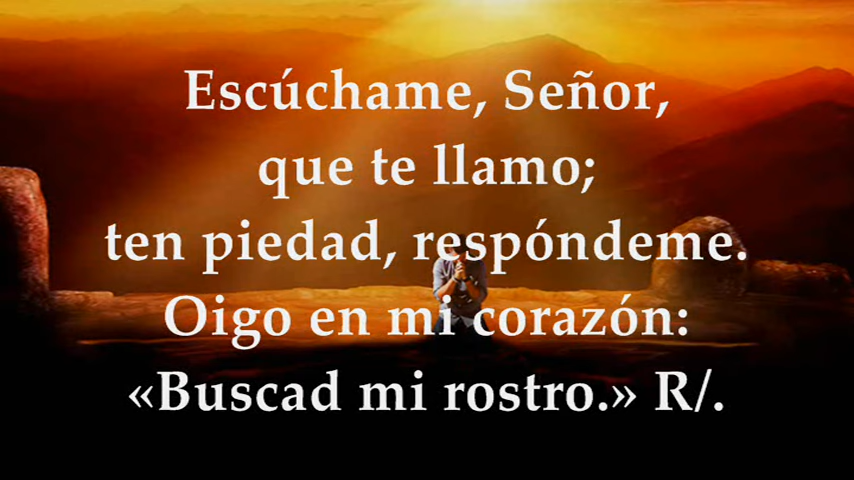 Escúchame, Señor,
que te llamo;
ten piedad, respóndeme.
Oigo en mi corazón:
«Buscad mi rostro.» R/.